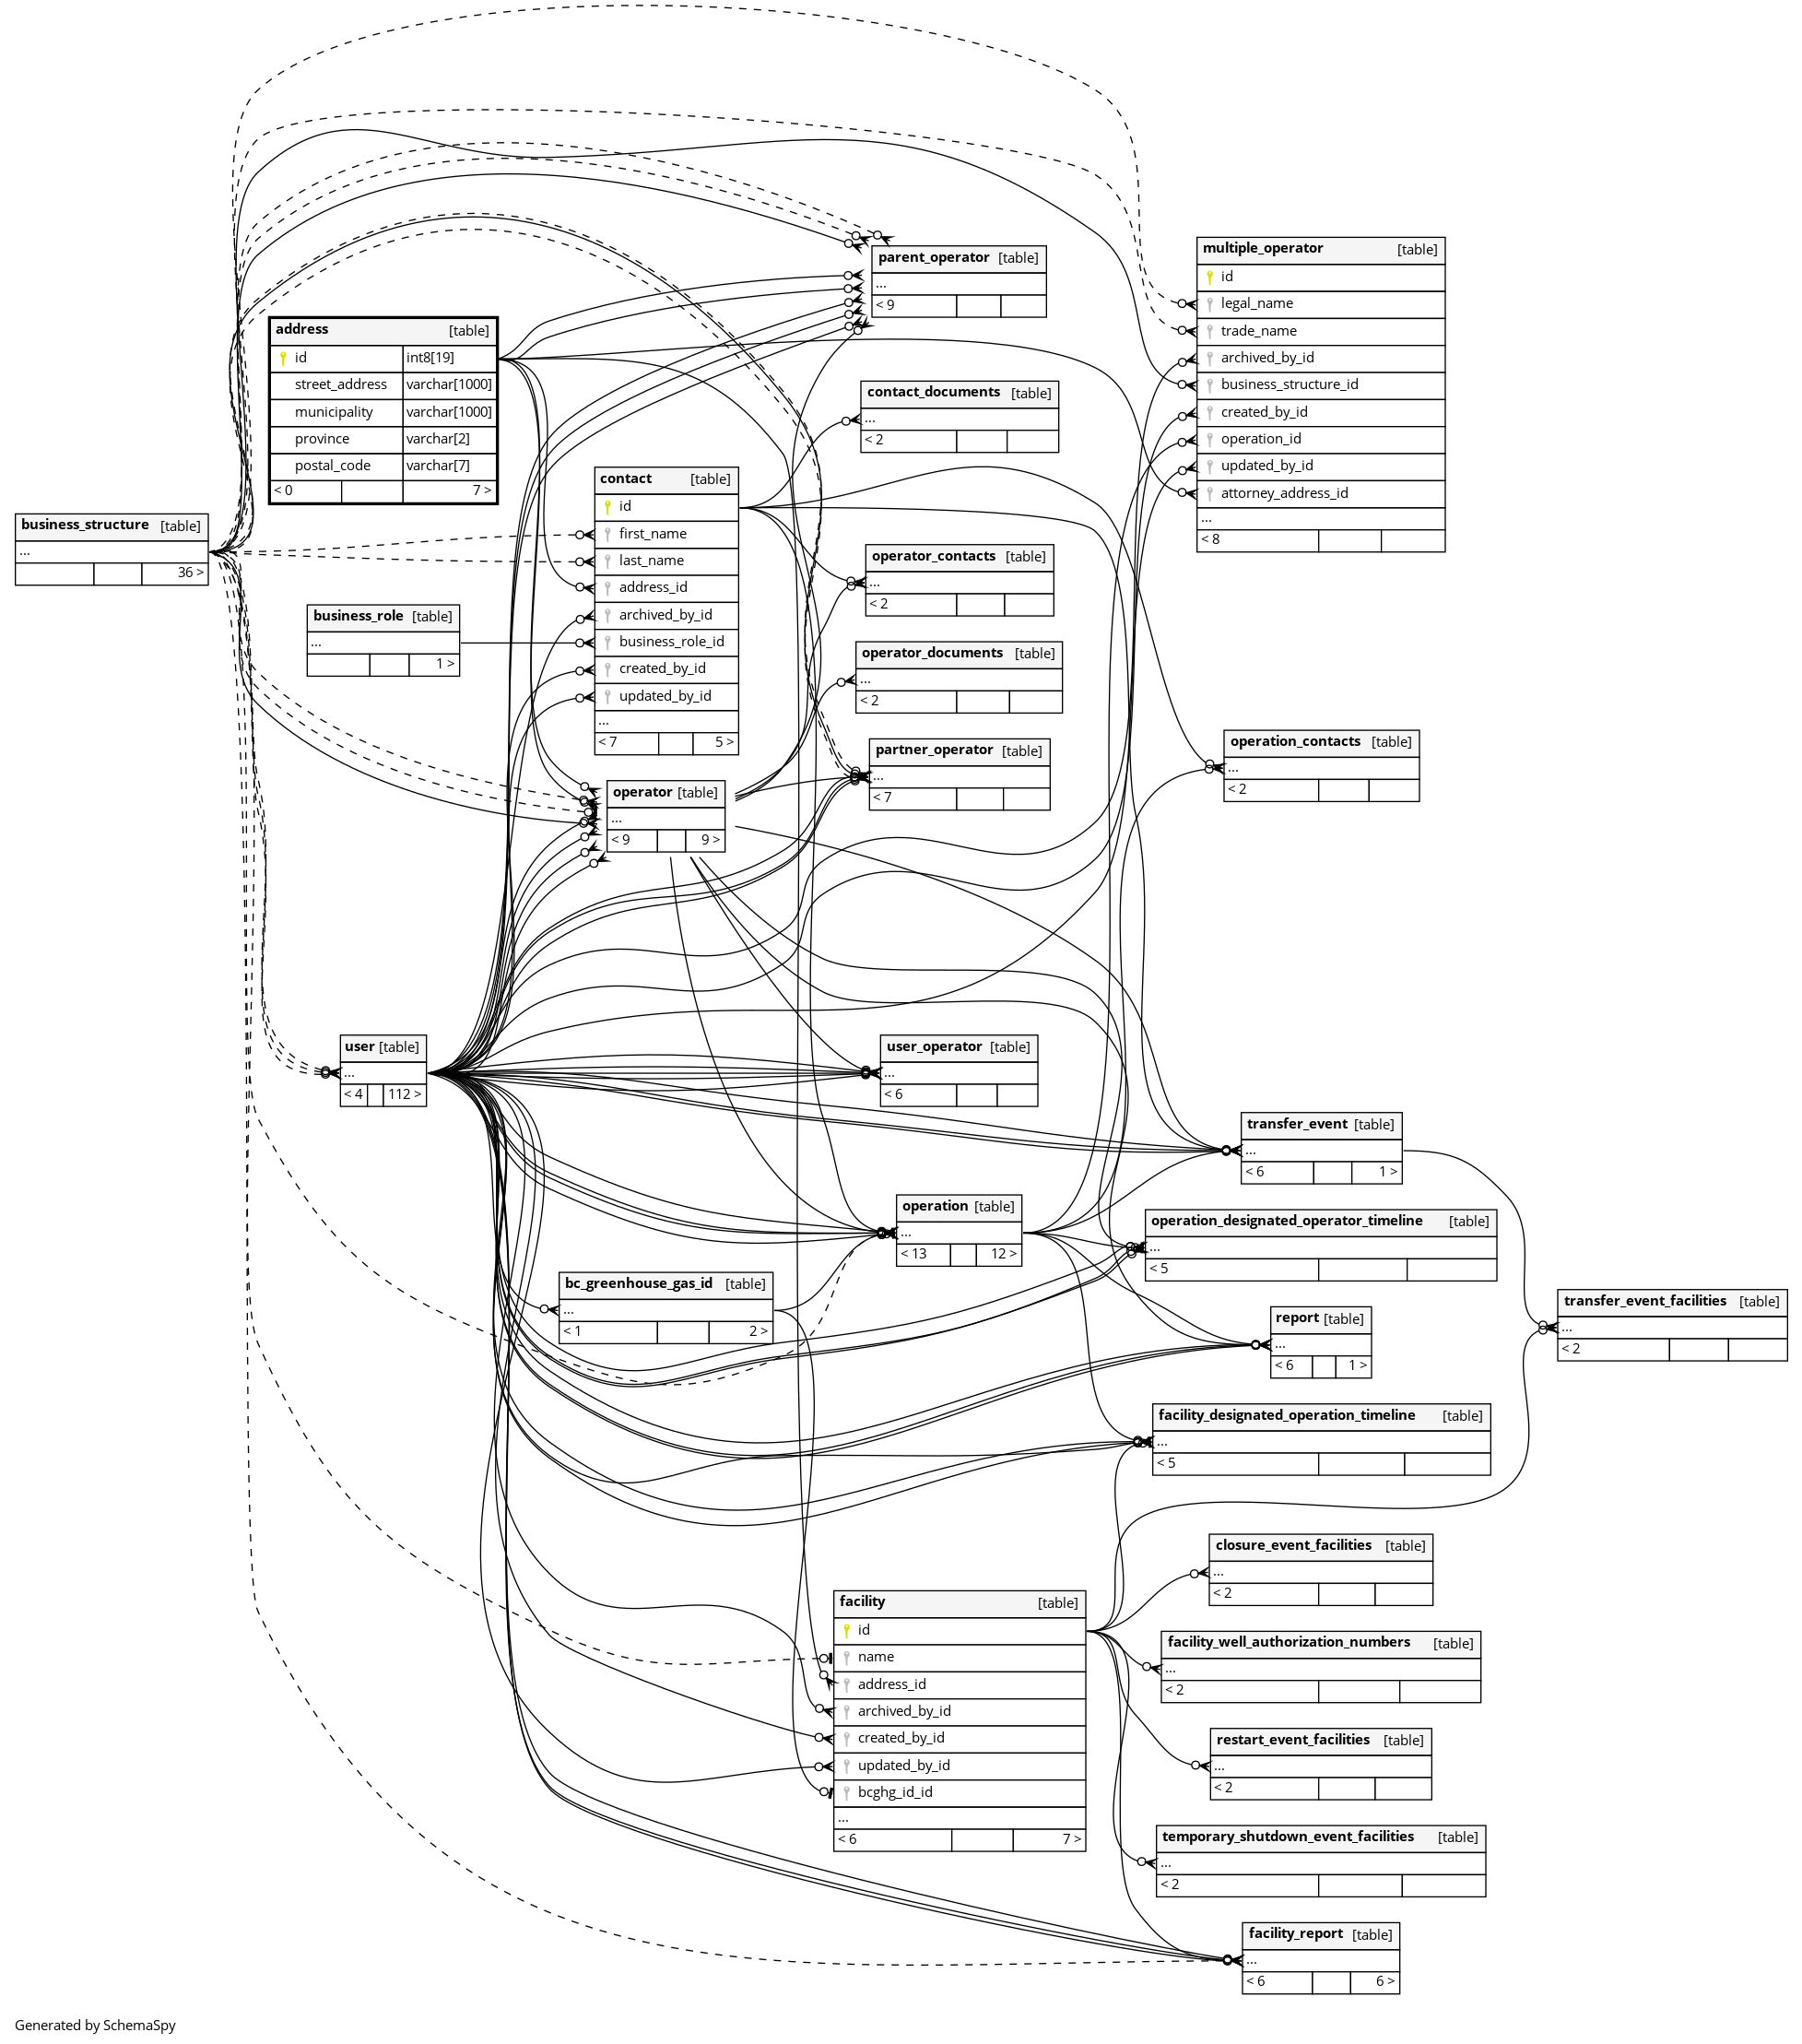 parent_operator [table]
...
< 9
multiple_operator [table]
id
legal_name
trade_name
archived_by_id
business_structure_id
created_by_id
operation_id
updated_by_id
attorney_address_id
...
< 8
address [table]
id int8[19]
street_address varchar[1000]
municipality varchar[1000]
province varchar[2]
postal_code varchar[7]
< 0 7 >
contact_documents [table]
...
< 2
contact [table]
id
first_name
last_name
address_id
archived_by_id
business_role_id
created_by_id
updated_by_id
...
< 7 5 >
business_structure [table]
...
36 >
operator_contacts [table]
...
< 2
business_role [table]
...
1 >
operator_documents [table]
...
< 2
operation_contacts [table]
...
< 2
partner_operator [table]
...
< 7
operator [table]
...
< 9 9 >
user [table]
...
< 4 112 >
user_operator [table]
...
< 6
transfer_event [table]
...
< 6 1 >
operation [table]
...
< 13 12 >
operation_designated_operator_timeline [table]
...
< 5
bc_greenhouse_gas_id [table]
...
< 1 2 >
transfer_event_facilities [table]
...
< 2
report [table]
...
< 6 1 >
facility_designated_operation_timeline [table]
...
< 5
closure_event_facilities [table]
...
< 2
facility [table]
id
name
address_id
archived_by_id
created_by_id
updated_by_id
bcghg_id_id
...
< 6 7 >
facility_well_authorization_numbers [table]
...
< 2
restart_event_facilities [table]
...
< 2
temporary_shutdown_event_facilities [table]
...
< 2
facility_report [table]
...
< 6 6 >
Generated by SchemaSpy